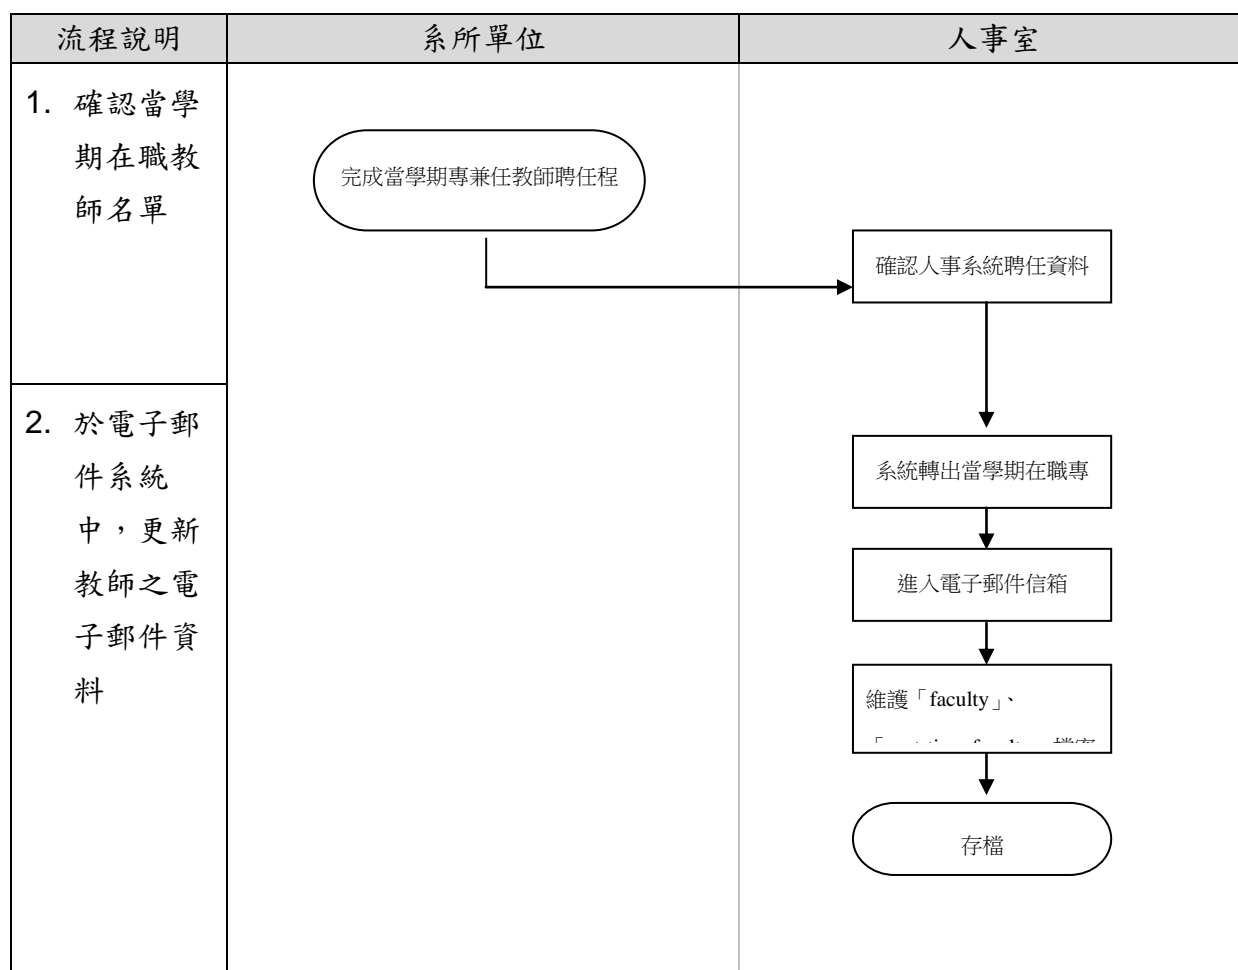 流程說明
系所單位
人事室
1. 確認當學
期在職教
師名單
完成當學期專兼任教師聘任程
確認人事系統聘任資料
2. 於電子郵
件系統
中，更新
教師之電
子郵件資
料
系統轉出當學期在職專
進入電子郵件信箱
維護「faculty」、
存檔